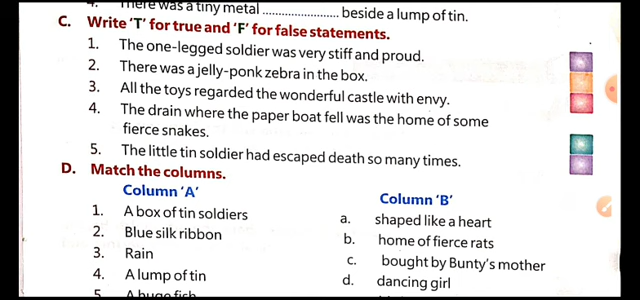 4. There was a tiny metal ........................ beside a lump of tin.
C. Write 'T' for true and 'F' for false statements.
1. The one-legged soldier was very stiff and proud.
2. There was a jelly-ponk zebra in the box.
3. All the toys regarded the wonderful castle with envy.
4. The drain where the paper boat fell was the home of some
fierce snakes.
5. The little tin soldier had escaped death so many times.
D. Match the columns.
Column 'A' Column 'B'
1. A box of tin soldiers a. shaped like a heart
2. Blue silk ribbon b. home of fierce rats
3. Rain c. bought by Bunty's mother
4. A lump of tin d. dancing girl
5. A huge fish